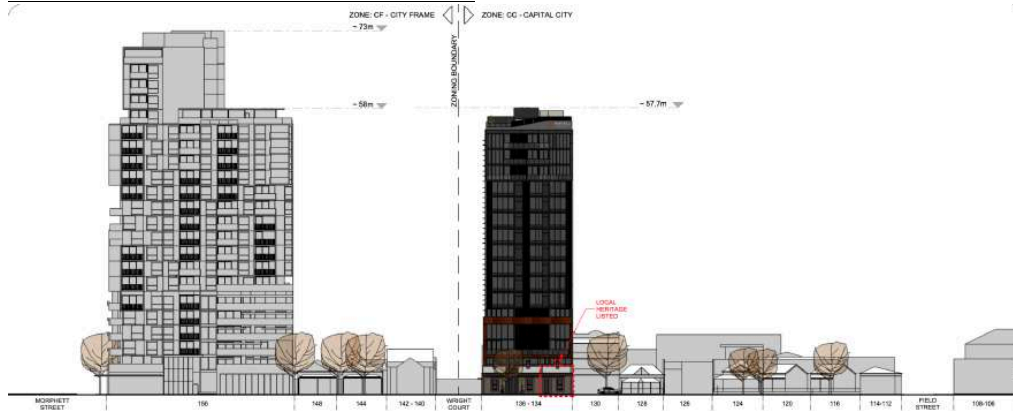 ZONE: CF - CITY FRAME
ZONE: CC - CAPITAL CITY
~ 73m
ZONING BOUNDARY
~ 58m
~ 57.7m
LOCAL
HERITAGE
LISTED
MORPHETT
STREET
156
148
144
142 - 140
WRIGHT
COURT
136 - 134
130
128
126
124
120
116
114-112
FIELD
STREET
108-106